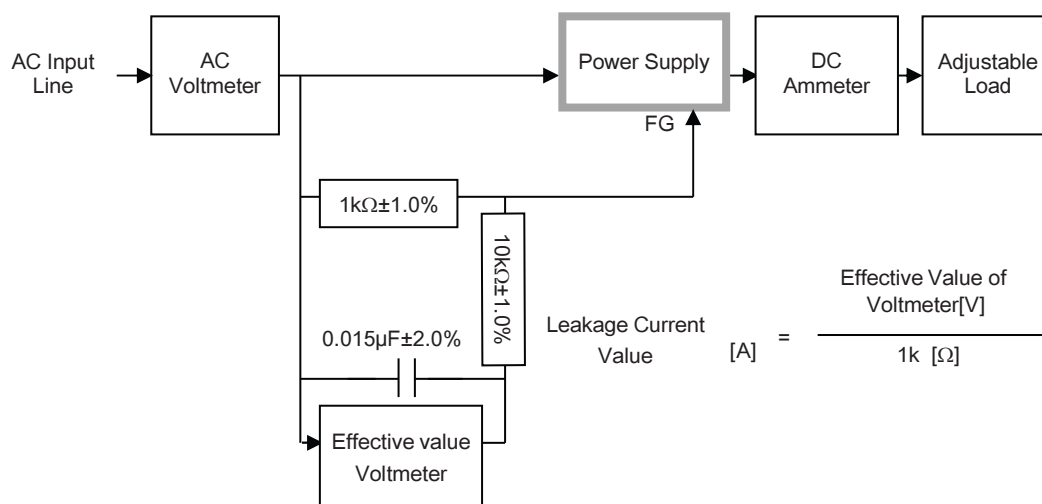 AC Input
Line
AC
Voltmeter
Power Supply
DC
Ammeter
Adjustable
Load
FG
1kΩ±1.0%
10kΩ±1.0%
0.015µF±2.0%
Effective value
Voltmeter
Leakage Current
Value
[A]
=
Effective Value of
Voltmeter[V]
1k [Ω]